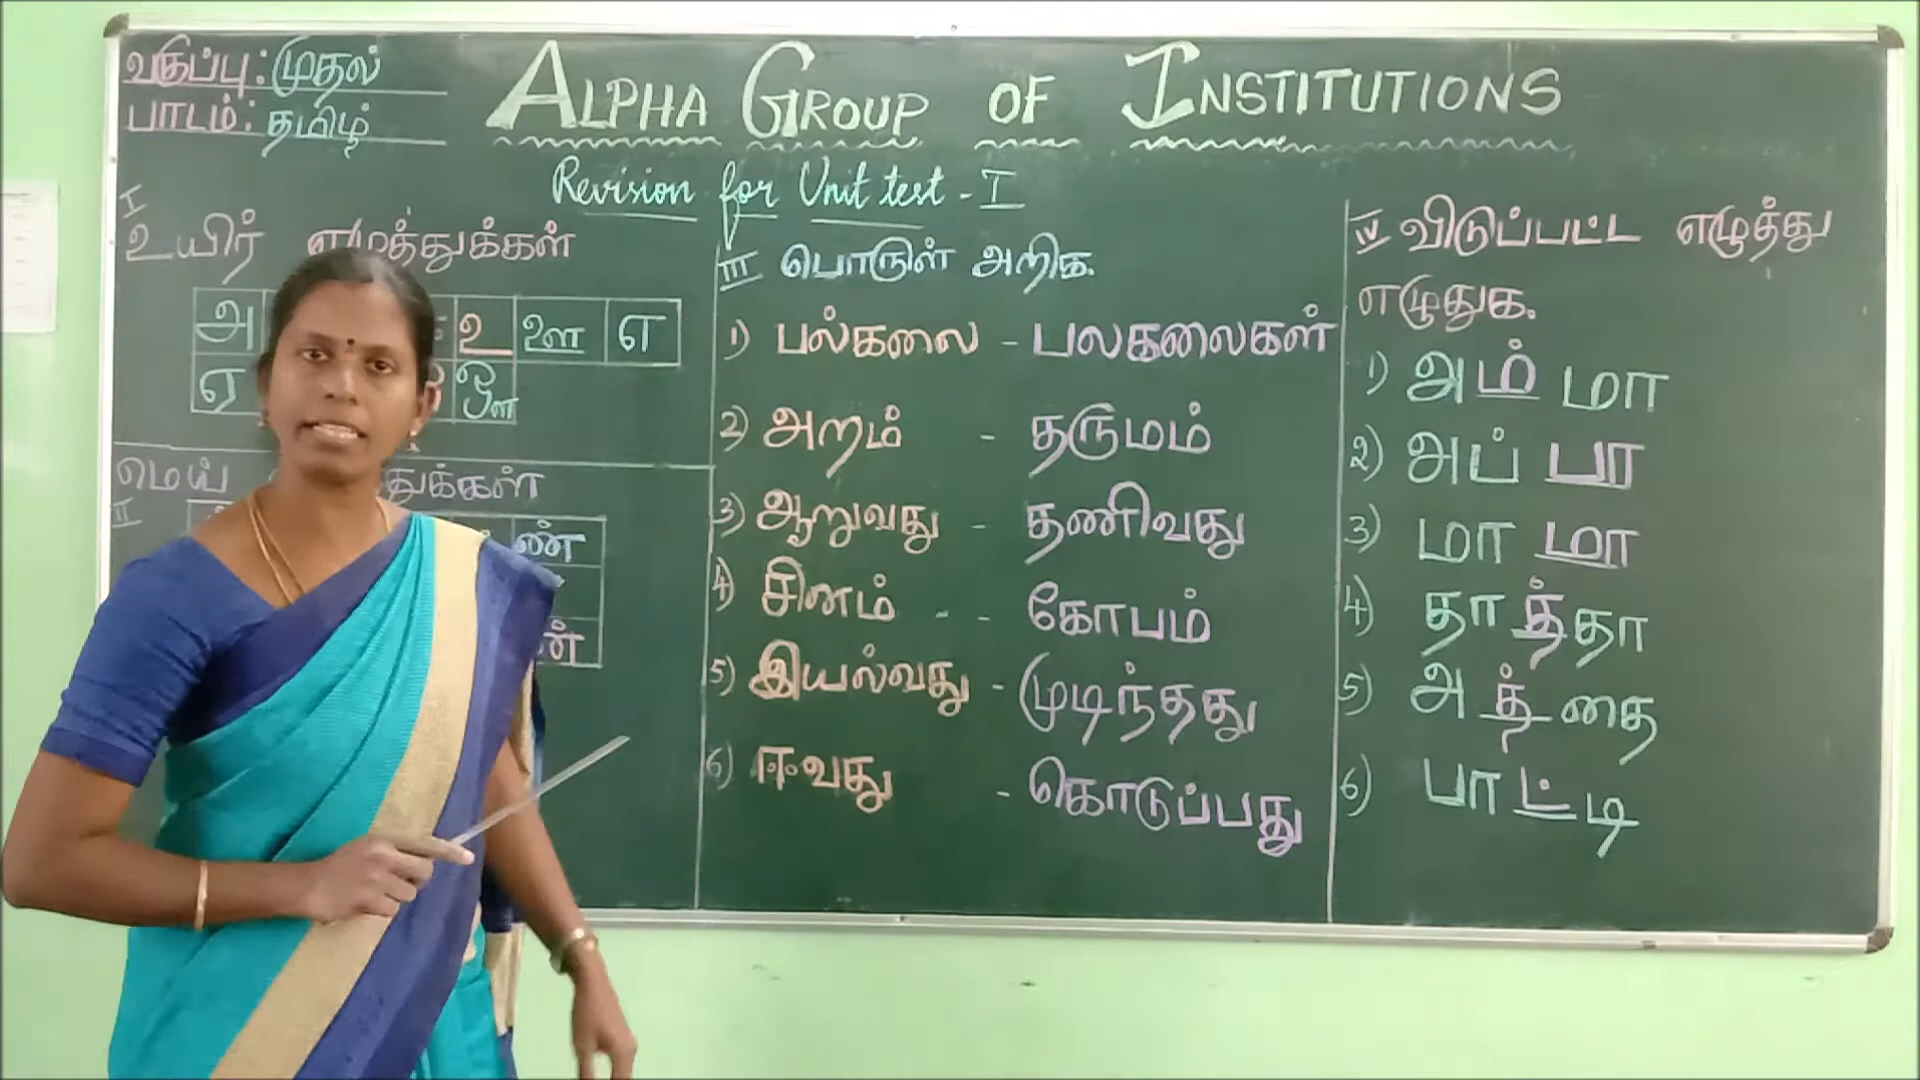 வகுப்பு: முதல்
பாடம்: தமிழ்
ALPHA GROUP OF INSTITUTIONS
Revision for Unit test - I
I
உயிர் எழுத்துக்கள்
அ உ ஊ எ
ஏ ஔ
மெய்
II
ண்
III பொருள் அறிக.
1) பல்கலை - பலகலைகள்
2) அறம் - தருமம்
3) ஆறுவது - தணிவது
4) சினம் - - கோபம்
5) இயல்வது - முடிந்தது
6) ஈவது - கொடுப்பது
IV விடுப்பட்ட எழுத்து
எழுதுக.
1) அ ம் மா
2) அப் பா
3) மா மா
4) தா த் தா
5) அ த் தை
6) பா ட் டி